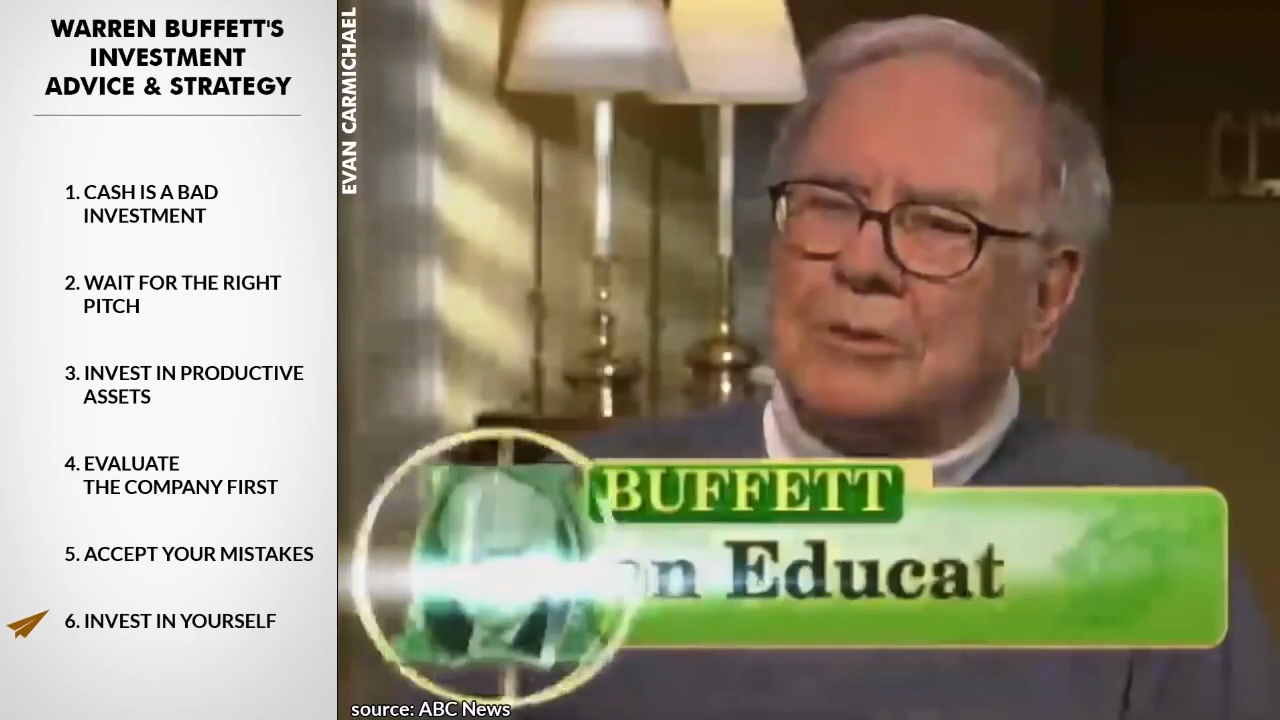 WARREN BUFFETT'S
INVESTMENT
ADVICE & STRATEGY
1. CASH IS A BAD
INVESTMENT
2. WAIT FOR THE RIGHT
PITCH
3. INVEST IN PRODUCTIVE
ASSETS
4. EVALUATE
THE COMPANY FIRST
5. ACCEPT YOUR MISTAKES
6. INVEST IN YOURSELF
EVAN CARMICHAEL
BUFFETT
on Educat
source: ABC News